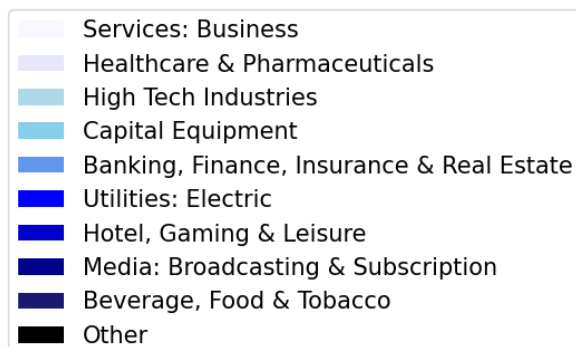 Services: Business
Healthcare & Pharmaceuticals
High Tech Industries
Capital Equipment
Banking, Finance, Insurance & Real Estate
Utilities: Electric
Hotel, Gaming & Leisure
Media: Broadcasting & Subscription
Beverage, Food & Tobacco
Other